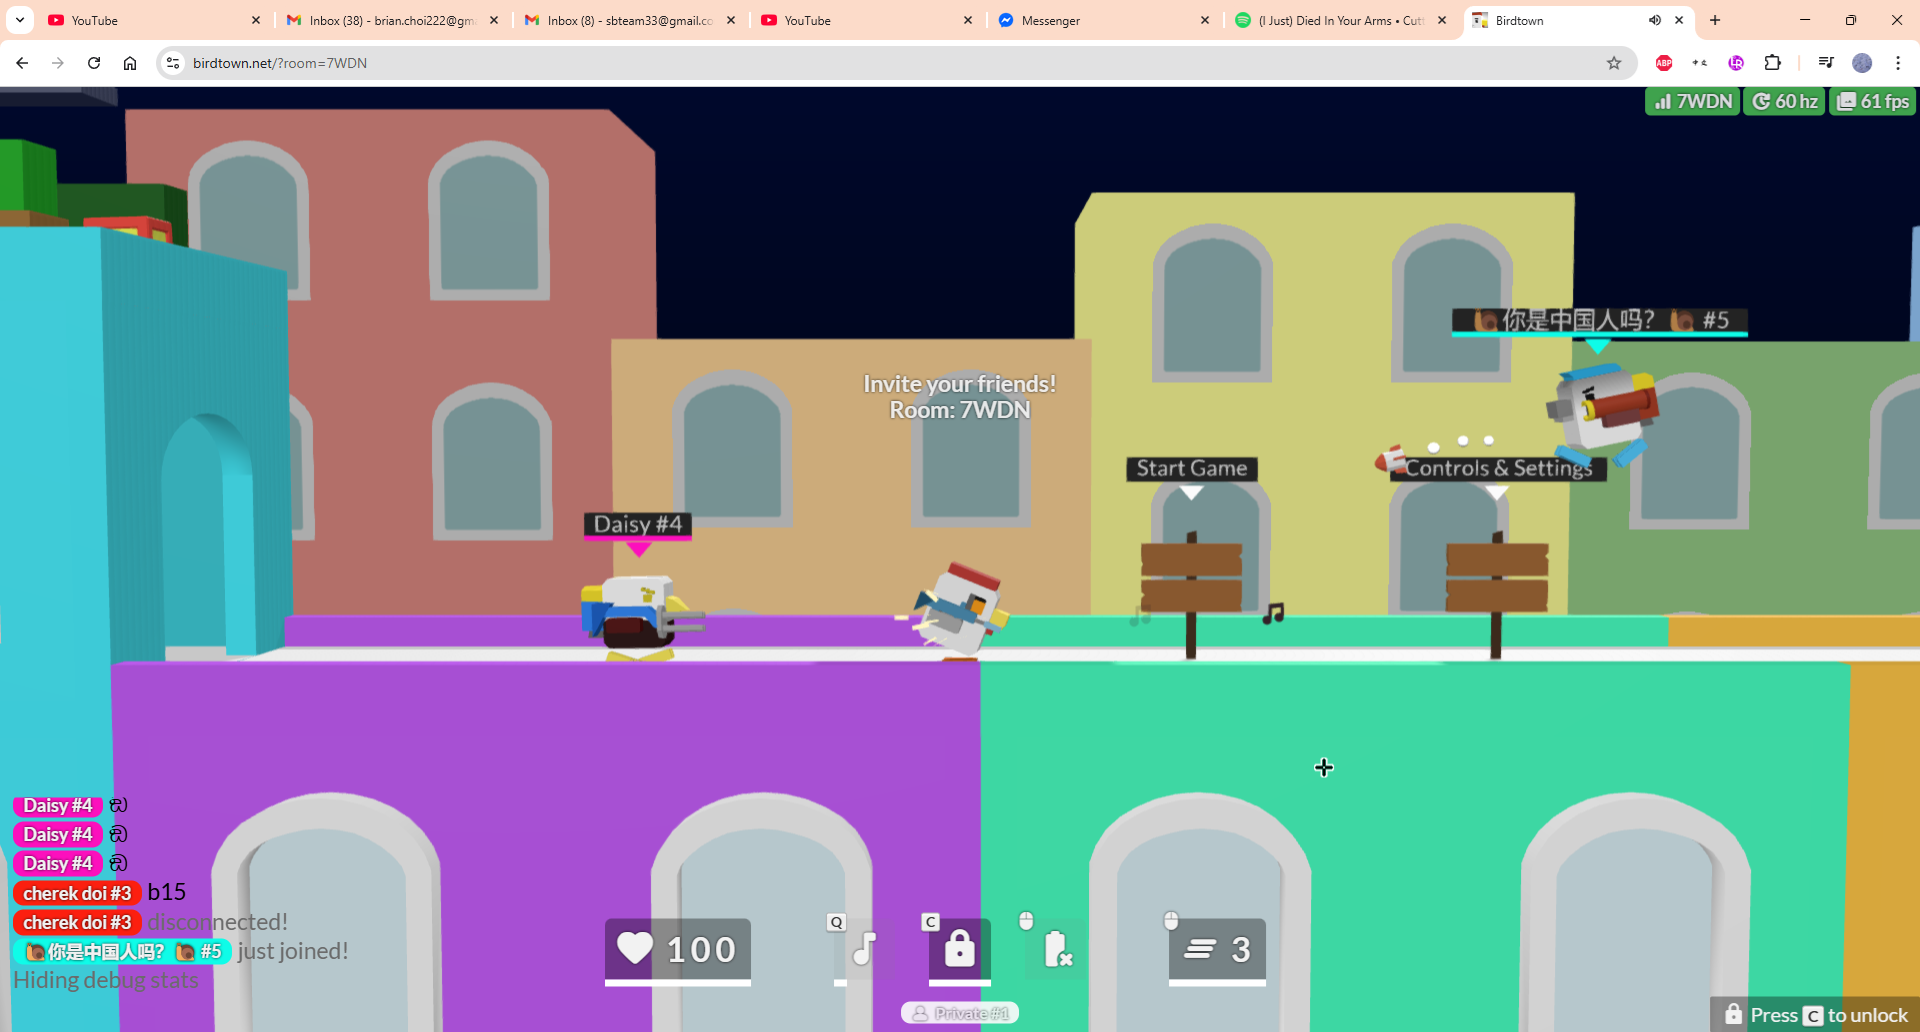 YouTube
Inbox (38) - brian.choi222@gm
Inbox (8) - sbteam33@gmail.co
YouTube
Messenger
(I Just) Died In Your Arms • Cut
Birdtown
birdtown.net/?room=7WDN
ABP
7WDN
60 hz
61 fps
🐌你是中国人吗？🐌 #5
Invite your friends!
Room: 7WDN
Start Game
Controls & Settings
Daisy #4
Daisy #4 ඞ
Daisy #4 ඞ
Daisy #4 ඞ
cherek doi #3 b15
cherek doi #3 disconnected!
🐌你是中国人吗？🐌 #5 just joined!
Hiding debug stats
100
Q
C
3
Private #1
Press C to unlock